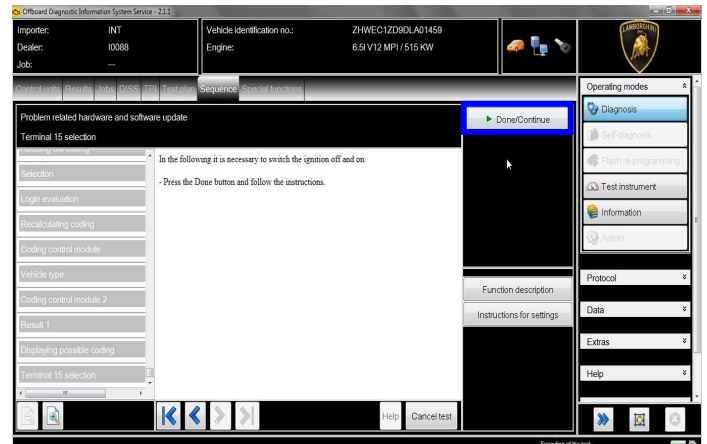 Offboard Diagnostic Information System Service - 2.1.1
Importer: INT
Dealer: I0088
Job: ---
Vehicle identification no.: ZHWEC1ZD9DLA01459
Engine: 6.5l V12 MPI / 515 KW
LAMBORGHINI
Control units Results Jobs DISS TPI Test plan Sequence Special functions
Operating modes
Problem related hardware and software update
Terminal 15 selection
Done/Continue
Diagnosis
Self-diagnosis
Flash re-programming
Test instrument
Information
Admin
Selection
Login evaluation
Recalculating coding
Coding control module
Vehicle type
Coding control module 2
Result 1
Displaying possible coding
Terminal 15 selection
In the following it is necessary to switch the ignition off and on.
- Press the Done button and follow the instructions.
Function description
Instructions for settings
Protocol
Data
Extras
Help
Help
Cancel test